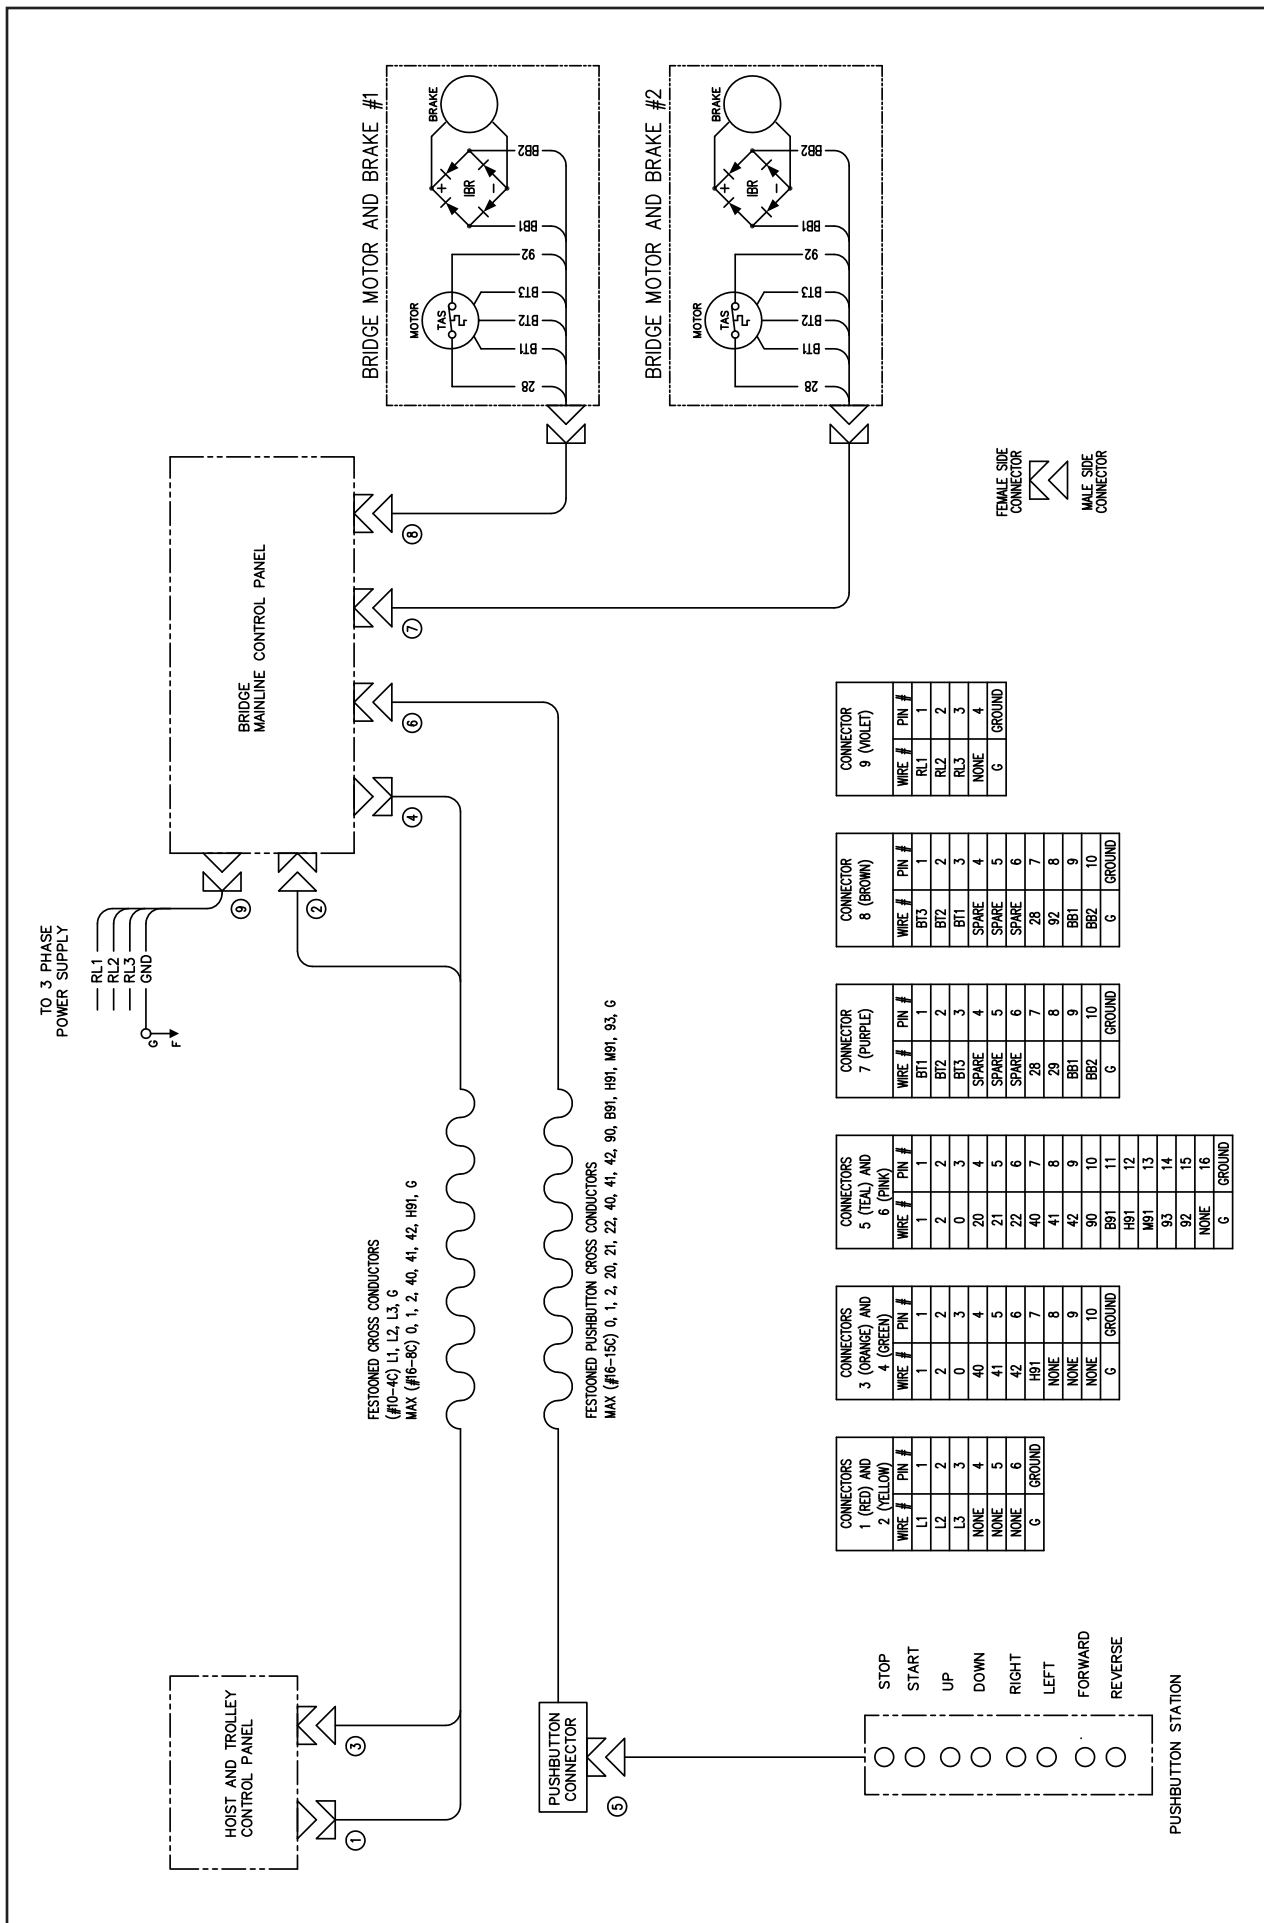 TO 3 PHASE
POWER SUPPLY
RL1
RL2
RL3
GND
G
F
HOIST AND TROLLEY
CONTROL PANEL
1
3
BRIDGE
MAINLINE CONTROL PANEL
9
2
4
6
7
8
FESTOONED CROSS CONDUCTORS
(#10-4C) L1, L2, L3, G
MAX (#16-8C) 0, 1, 2, 40, 41, 42, H91, G
FESTOONED PUSHBUTTON CROSS CONDUCTORS
MAX (#16-15C) 0, 1, 2, 20, 21, 22, 40, 41, 42, 90, B91, H91, M91, 93, G
BRIDGE MOTOR AND BRAKE #1
MOTOR
TAS
BRAKE
IBR
+
-
28
BT1
BT2
BT3
92
BB1
BB2
BRIDGE MOTOR AND BRAKE #2
MOTOR
TAS
BRAKE
IBR
+
-
28
BT1
BT2
BT3
92
BB1
BB2
PUSHBUTTON
CONNECTOR
5
STOP
START
UP
DOWN
RIGHT
LEFT
FORWARD
REVERSE
PUSHBUTTON STATION
FEMALE SIDE
CONNECTOR
MALE SIDE
CONNECTOR
CONNECTORS
1 (RED) AND
2 (YELLOW)
WIRE # PIN #
L1 1
L2 2
L3 3
NONE 4
NONE 5
NONE 6
G GROUND
CONNECTORS
3 (ORANGE) AND
4 (GREEN)
WIRE # PIN #
1 1
2 2
0 3
40 4
41 5
42 6
H91 7
NONE 8
NONE 9
NONE 10
G GROUND
CONNECTORS
5 (TEAL) AND
6 (PINK)
WIRE # PIN #
1 1
2 2
0 3
20 4
21 5
22 6
40 7
41 8
42 9
90 10
B91 11
H91 12
M91 13
93 14
92 15
NONE 16
G GROUND
CONNECTOR
7 (PURPLE)
WIRE # PIN #
BT1 1
BT2 2
BT3 3
SPARE 4
SPARE 5
SPARE 6
28 7
29 8
BB1 9
BB2 10
G GROUND
CONNECTOR
8 (BROWN)
WIRE # PIN #
BT3 1
BT2 2
BT1 3
SPARE 4
SPARE 5
SPARE 6
28 7
92 8
BB1 9
BB2 10
G GROUND
CONNECTOR
9 (VIOLET)
WIRE # PIN #
RL1 1
RL2 2
RL3 3
NONE 4
G GROUND